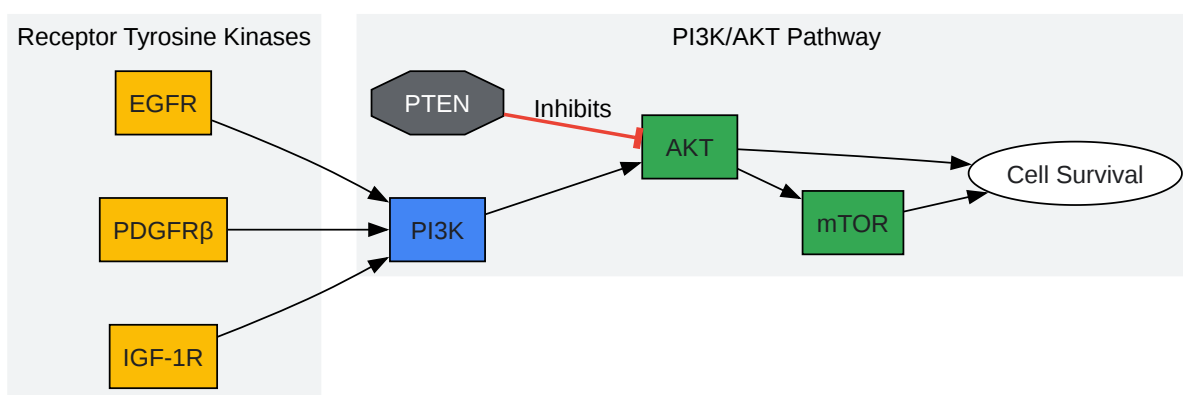 Receptor Tyrosine Kinases
PI3K/AKT Pathway
EGFR
PTEN
Inhibits
AKT
Cell Survival
PDGFRβ
PI3K
mTOR
IGF-1R